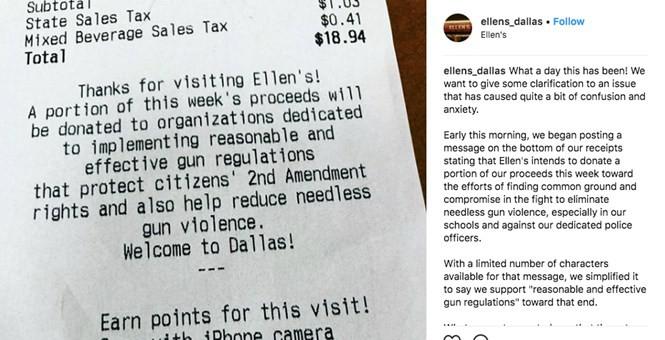 Subtotal
State Sales Tax $1.03
Mixed Beverage Sales Tax $0.41
Total $18.94
Thanks for visiting Ellen's!
A portion of this week's proceeds will
be donated to organizations dedicated
to implementing reasonable and
effective gun regulations
that protect citizens' 2nd Amendment
rights and also help reduce needless
gun violence.
Welcome to Dallas!
---
Earn points for this visit!
with iPhone camera
ELLEN'S
ellens_dallas • Follow
Ellen's
ellens_dallas What a day this has been! We
want to give some clarification to an issue
that has caused quite a bit of confusion and
anxiety.
Early this morning, we began posting a
message on the bottom of our receipts
stating that Ellen's intends to donate a
portion of our proceeds this week toward
the efforts of finding common ground and
compromise in the fight to eliminate
needless gun violence, especially in our
schools and against our dedicated police
officers.
With a limited number of characters
available for that message, we simplified it
to say we support "reasonable and effective
gun regulations" toward that end.